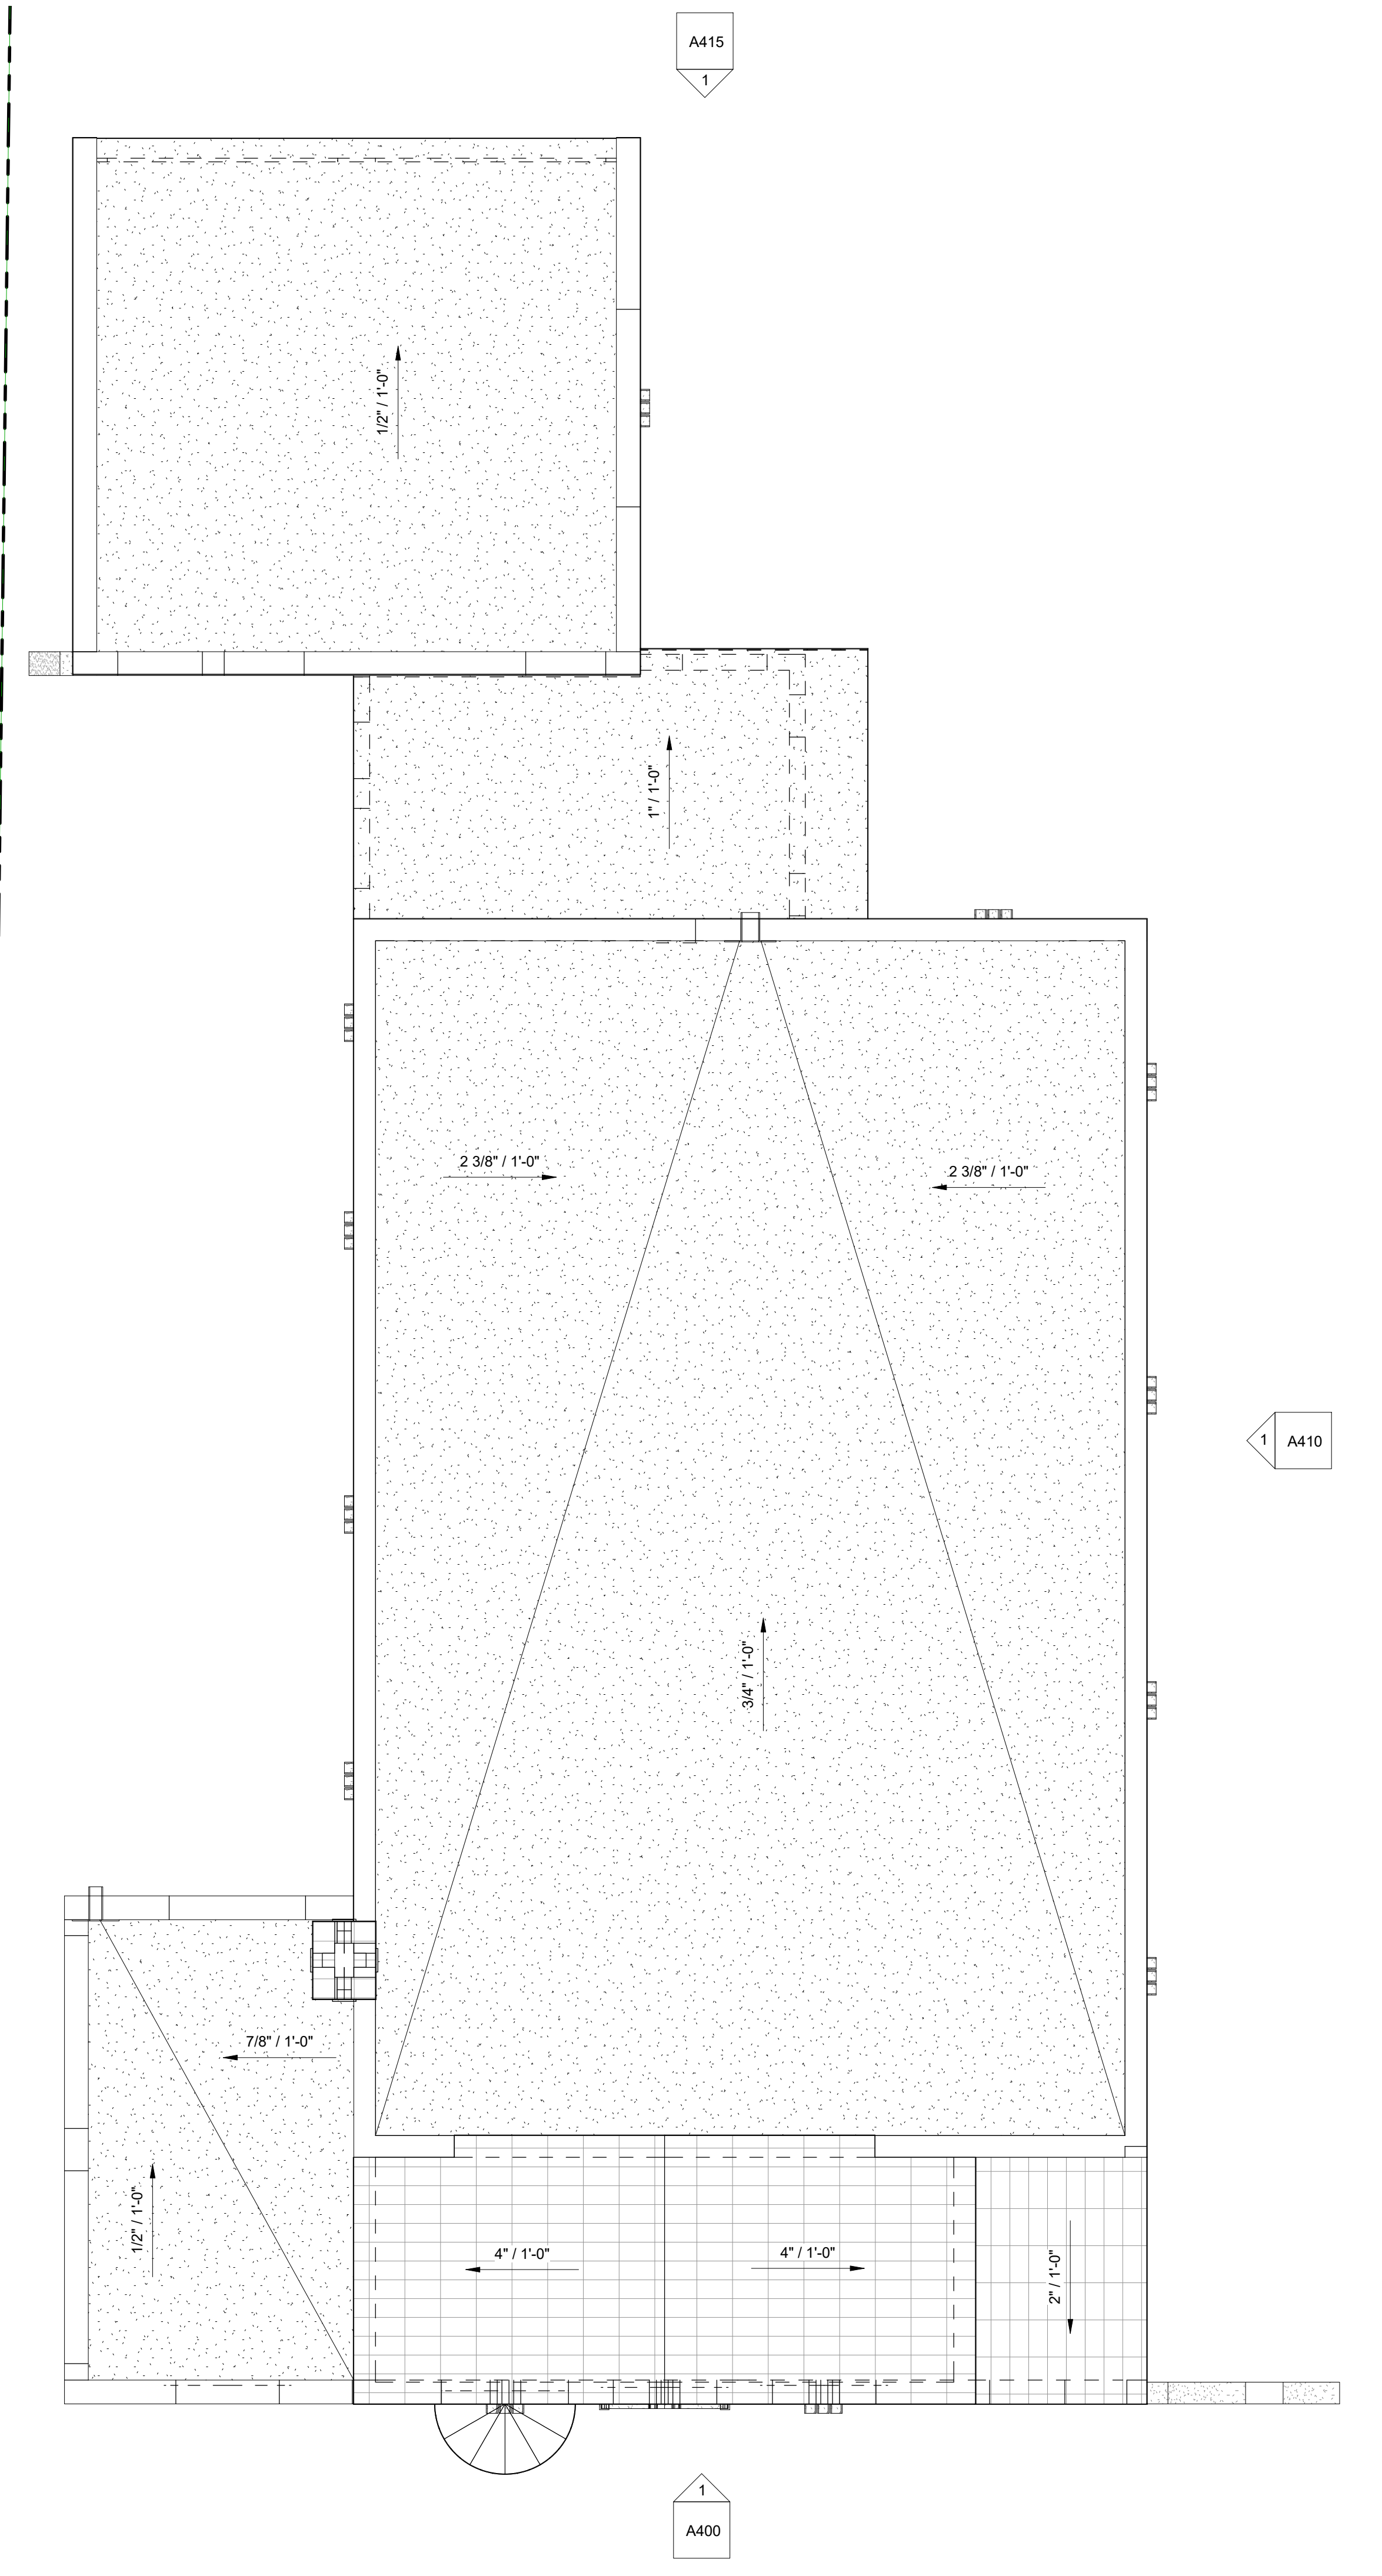 A415
1
1/2" / 1'-0"
1" / 1'-0"
2 3/8" / 1'-0"
2 3/8" / 1'-0"
1
A410
3/4" / 1'-0"
7/8" / 1'-0"
1/2" / 1'-0"
4" / 1'-0"
4" / 1'-0"
2" / 1'-0"
1
A400